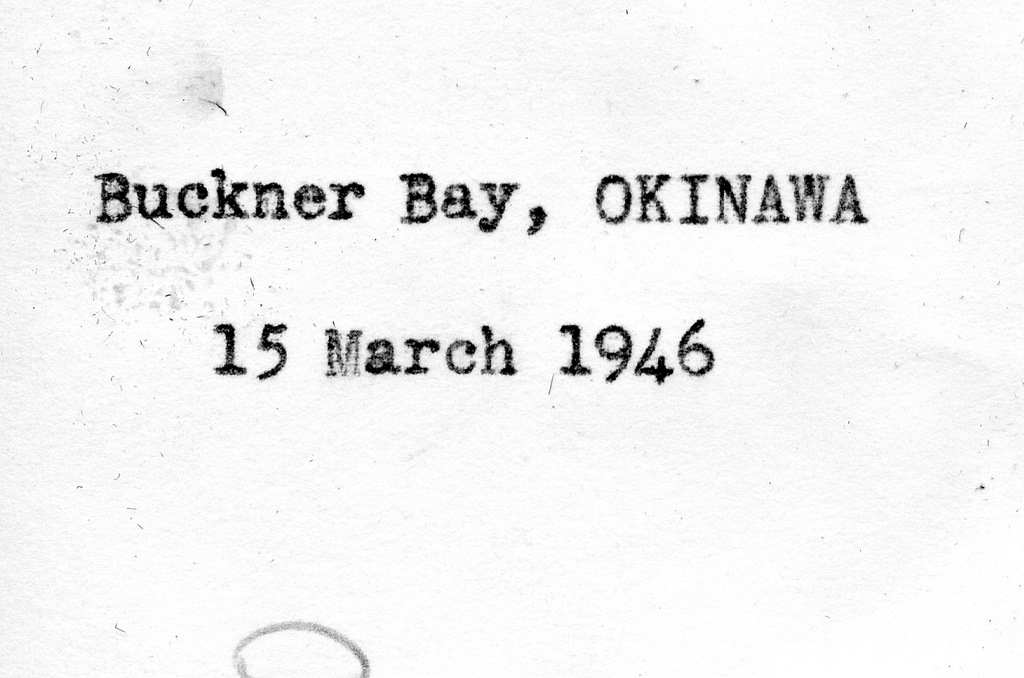 Buckner Bay, OKINAWA
15 March 1946